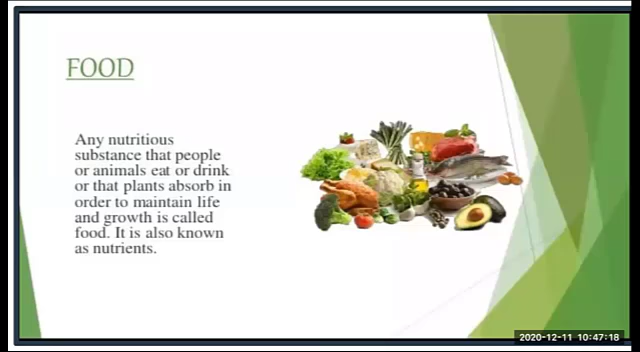 FOOD
Any nutritious
substance that people
or animals eat or drink
or that plants absorb in
order to maintain life
and growth is called
food. It is also known
as nutrients.
2020-12-11 10:47:18